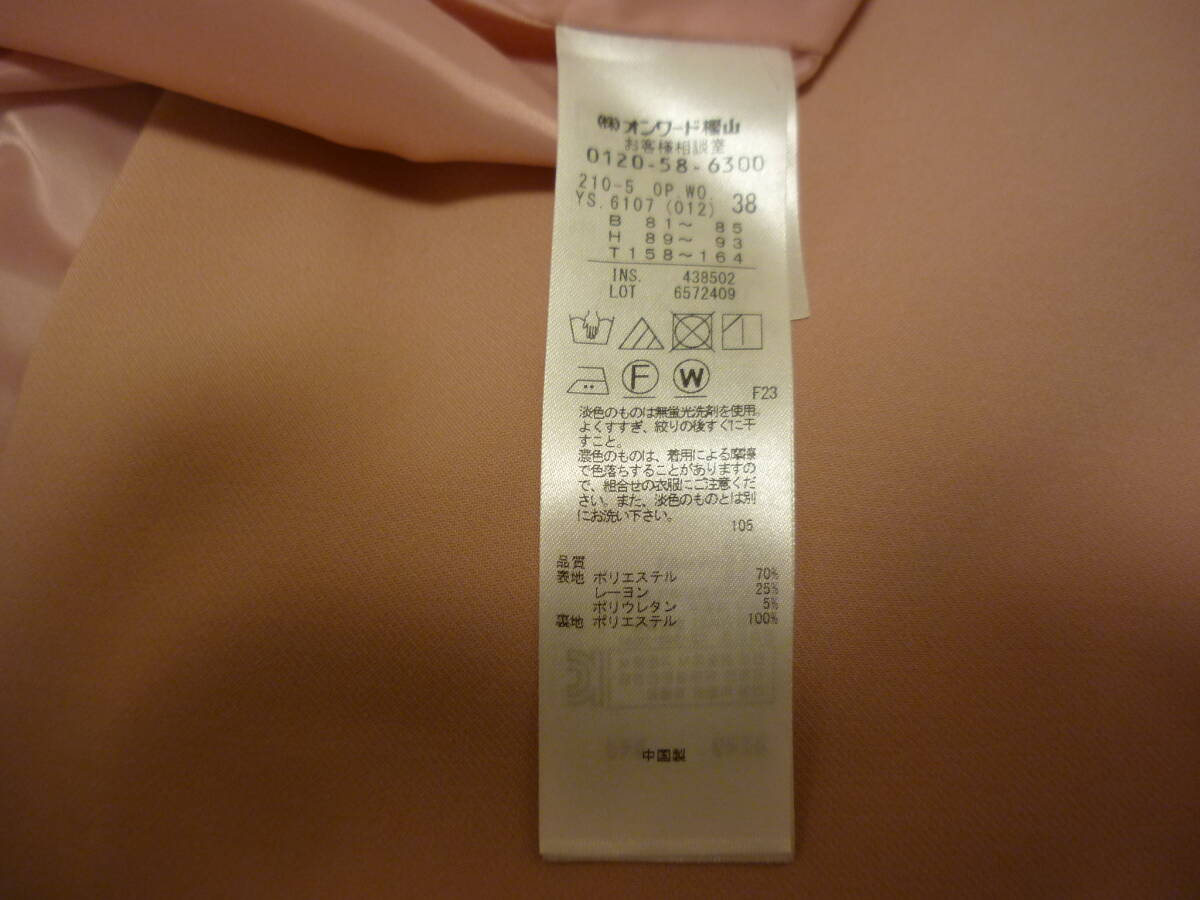 ㈱オンワード樫山
お客様相談室
0120-58-6300
210-5 OP.WO.
YS.6107 (012) 38
B 81〜 85
H 89〜 93
T158〜164
INS. 438502
LOT 6572409
F W
F23
淡色のものは無蛍光洗剤を使用。
よくすすぎ、絞りの後すぐに干
すこと。
濃色のものは、着用による摩擦
で色落ちすることがありますの
で、組合せの衣服にご注意くだ
さい。また、淡色のものとは別
にお洗い下さい。
105
品質
表地 ポリエステル 70%
レーヨン 25%
ポリウレタン 5%
裏地 ポリエステル 100%
中国製